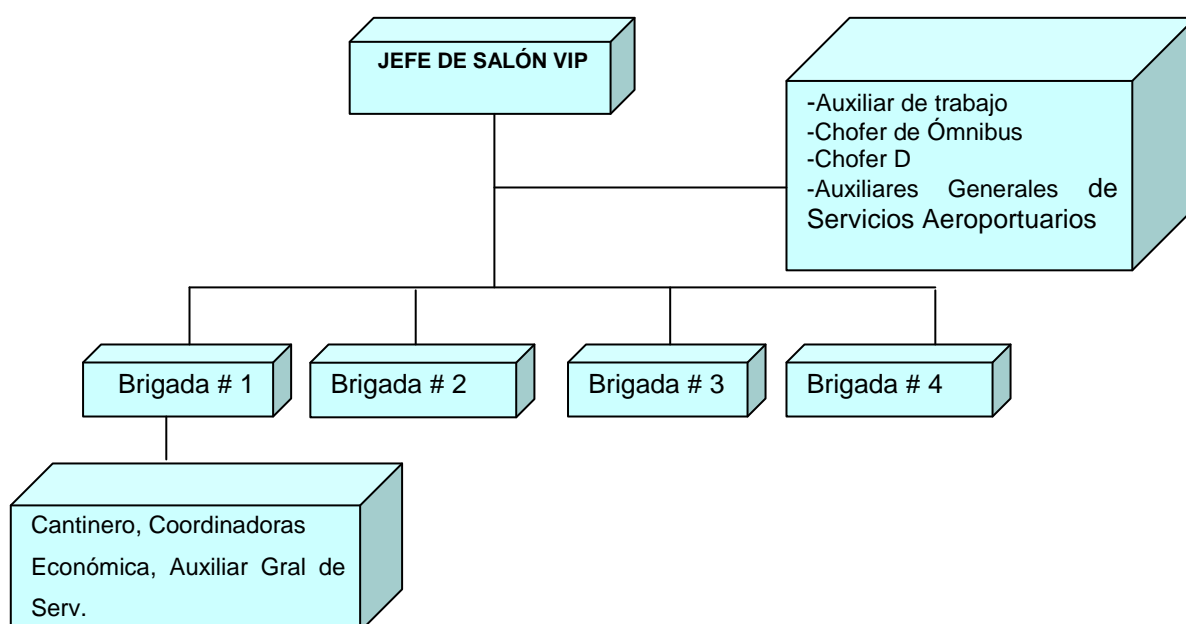 JEFE DE SALÓN VIP
-Auxiliar de trabajo
-Chofer de Ómnibus
-Chofer D
-Auxiliares Generales de
Servicios Aeroportuarios
Brigada # 1
Brigada # 2
Brigada # 3
Brigada # 4
Cantinero, Coordinadoras
Económica, Auxiliar Gral de
Serv.